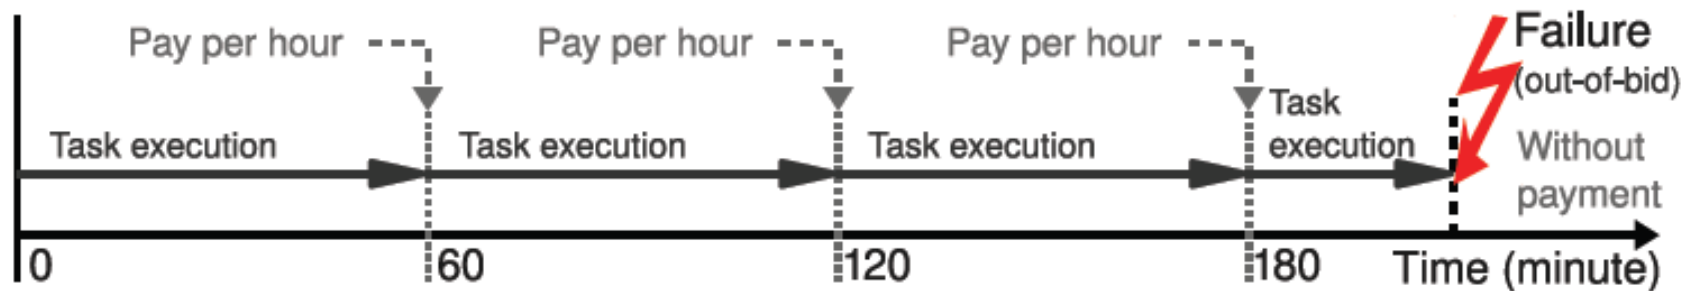 Pay per hour
Pay per hour
Pay per hour
Failure
(out-of-bid)
Task execution
Task execution
Task execution
Task
execution
Without
payment
0
60
120
180
Time (minute)